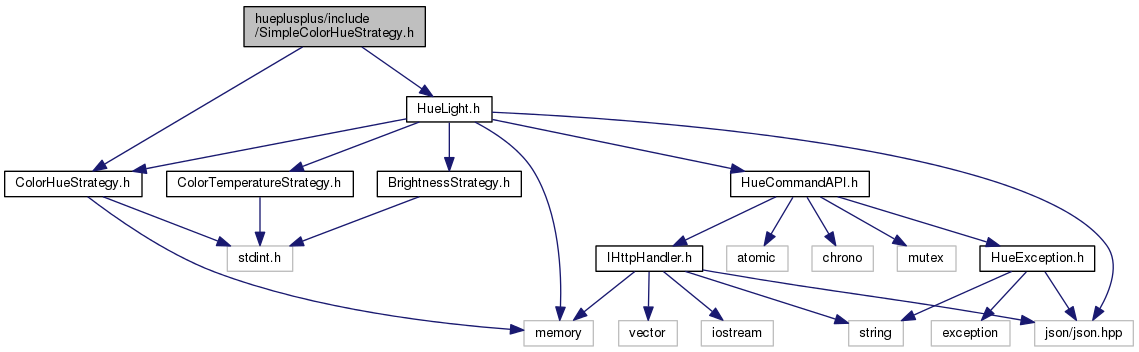 hueplusplus/include
/SimpleColorHueStrategy.h
HueLight.h
ColorHueStrategy.h
ColorTemperatureStrategy.h
BrightnessStrategy.h
HueCommandAPI.h
stdint.h
IHttpHandler.h
atomic
chrono
mutex
HueException.h
memory
vector
iostream
string
exception
json/json.hpp